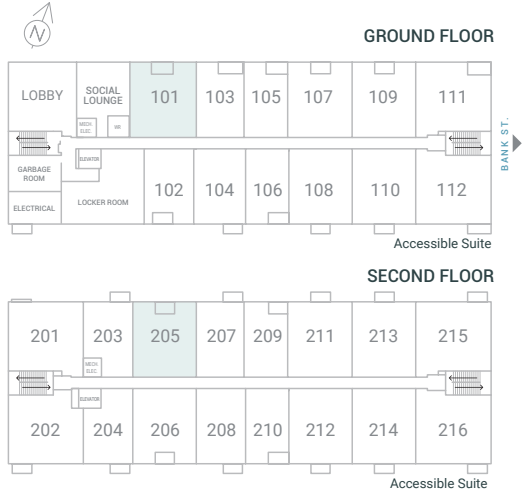 N
GROUND FLOOR
LOBBY
SOCIAL
LOUNGE
101
103
105
107
109
111
MECH.
ELEC.
WR
BANK ST.
ELEVATOR
GARBAGE
ROOM
ELECTRICAL
LOCKER ROOM
102
104
106
108
110
112
Accessible Suite
SECOND FLOOR
201
203
205
207
209
211
213
215
MECH.
ELEC.
ELEVATOR
202
204
206
208
210
212
214
216
Accessible Suite